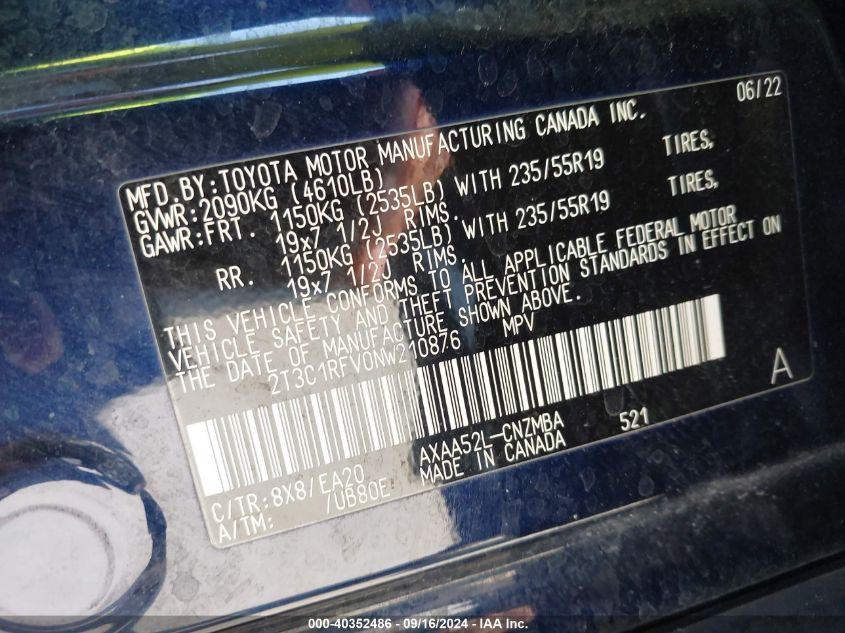 06/22
MFD.BY:TOYOTA MOTOR MANUFACTURING CANADA INC.
GVWR:2090KG (4610LB)
GAWR:FRT. 1150KG (2535LB) WITH 235/55R19 TIRES,
19x7 1/2J RIMS.
RR. 1150KG (2535LB) WITH 235/55R19 TIRES,
19x7 1/2J RIMS.
THIS VEHICLE CONFORMS TO ALL APPLICABLE FEDERAL MOTOR
VEHICLE SAFETY AND THEFT PREVENTION STANDARDS IN EFFECT ON
THE DATE OF MANUFACTURE SHOWN ABOVE.
2T3C1RFV0NW210876 MPV
A
AXAA52L-CNZMBA 521
MADE IN CANADA
C/TR:8X8/EA20
A/TM: /UB80E
000-40352486 - 09/16/2024 - IAA Inc.